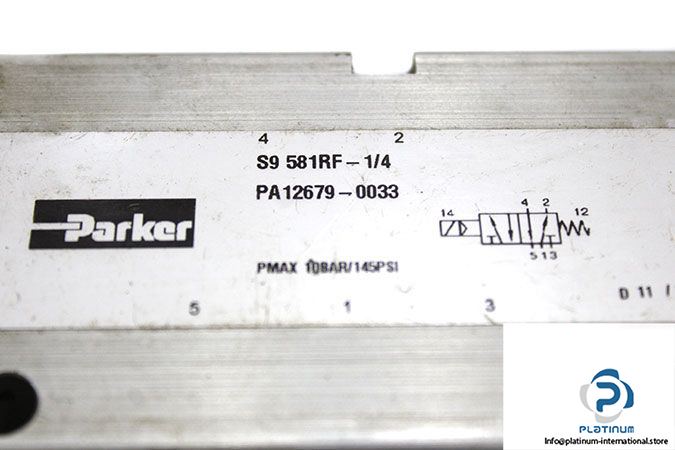 4 2
S9 581RF-1/4
PA12679-0033
Parker
14 4 2 12
5 1 3
PMAX 10BAR/145PSI
D 11 /
5 1 3
PLATINUM
Info@platinum-international.store